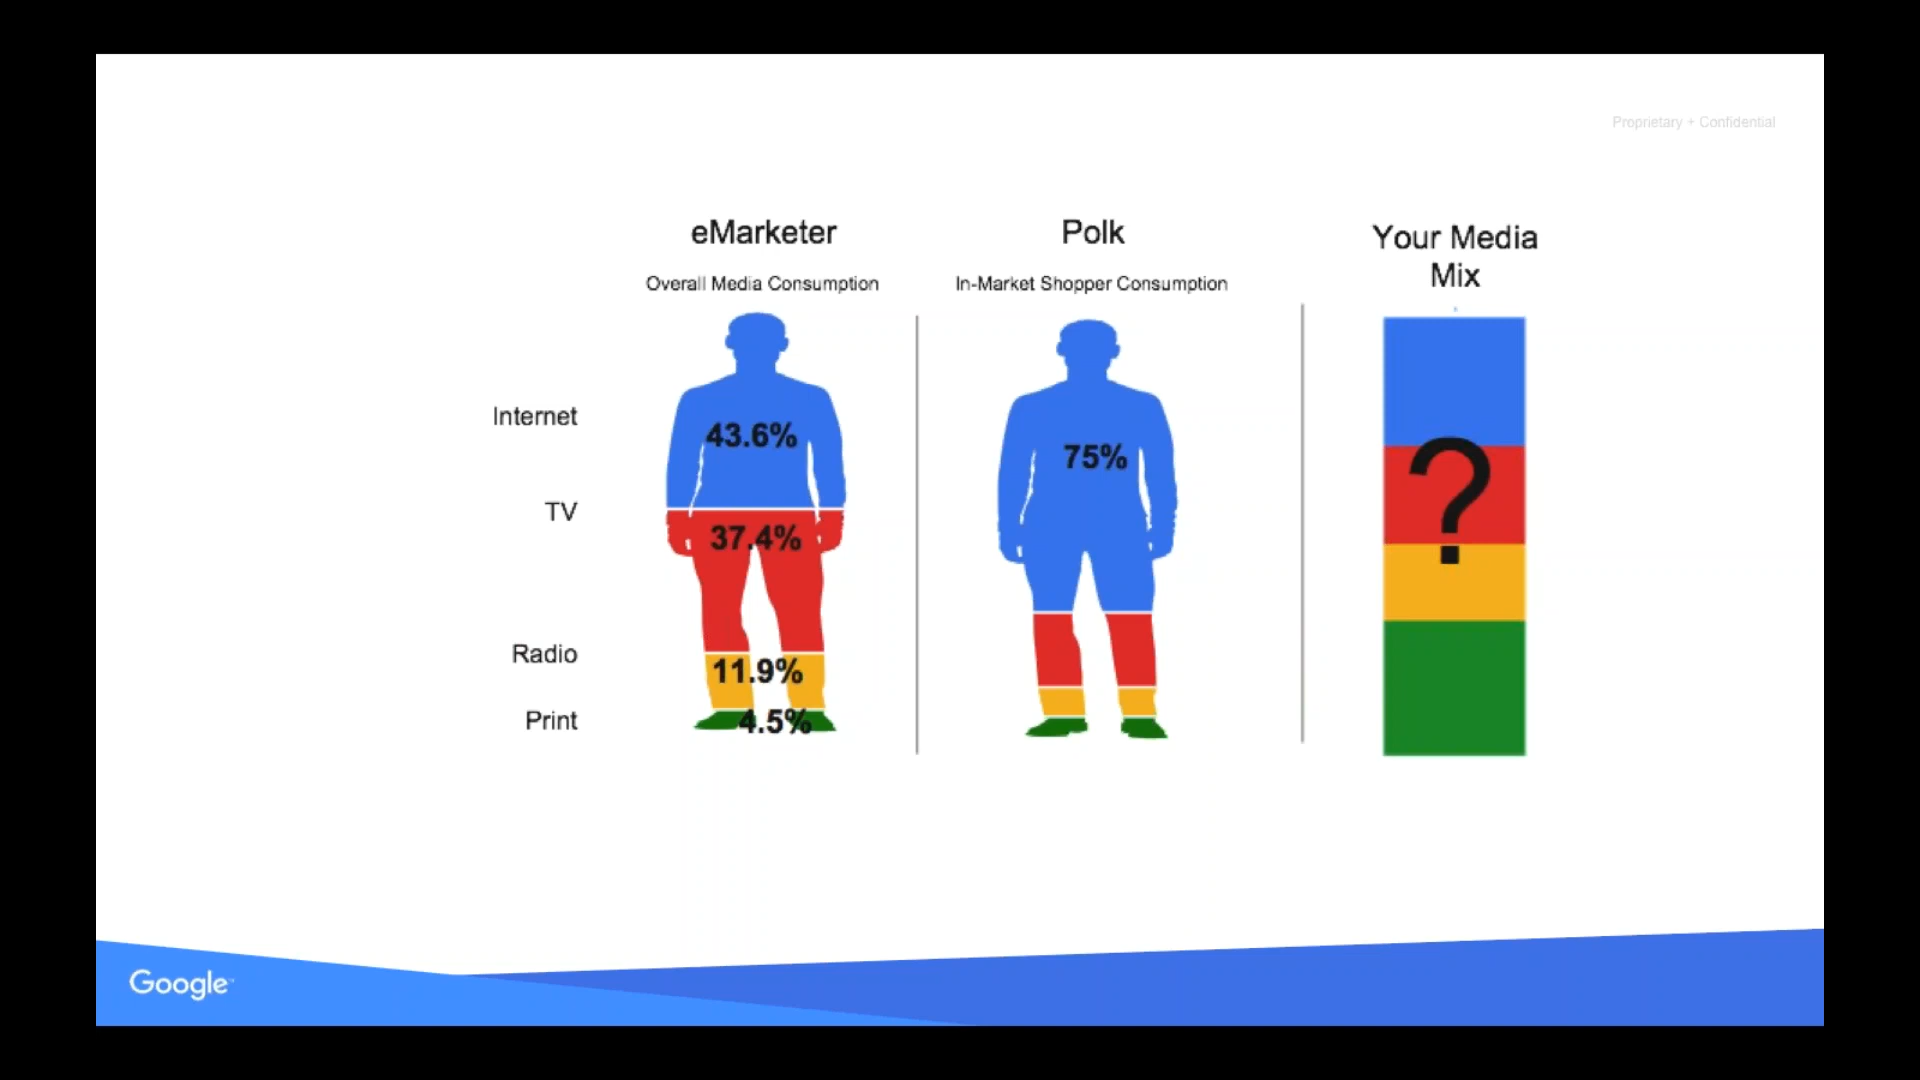 Proprietary + Confidential
eMarketer
Overall Media Consumption
Polk
In-Market Shopper Consumption
Your Media
Mix
Internet
TV
Radio
Print
43.6%
37.4%
11.9%
4.5%
75%
?
Google